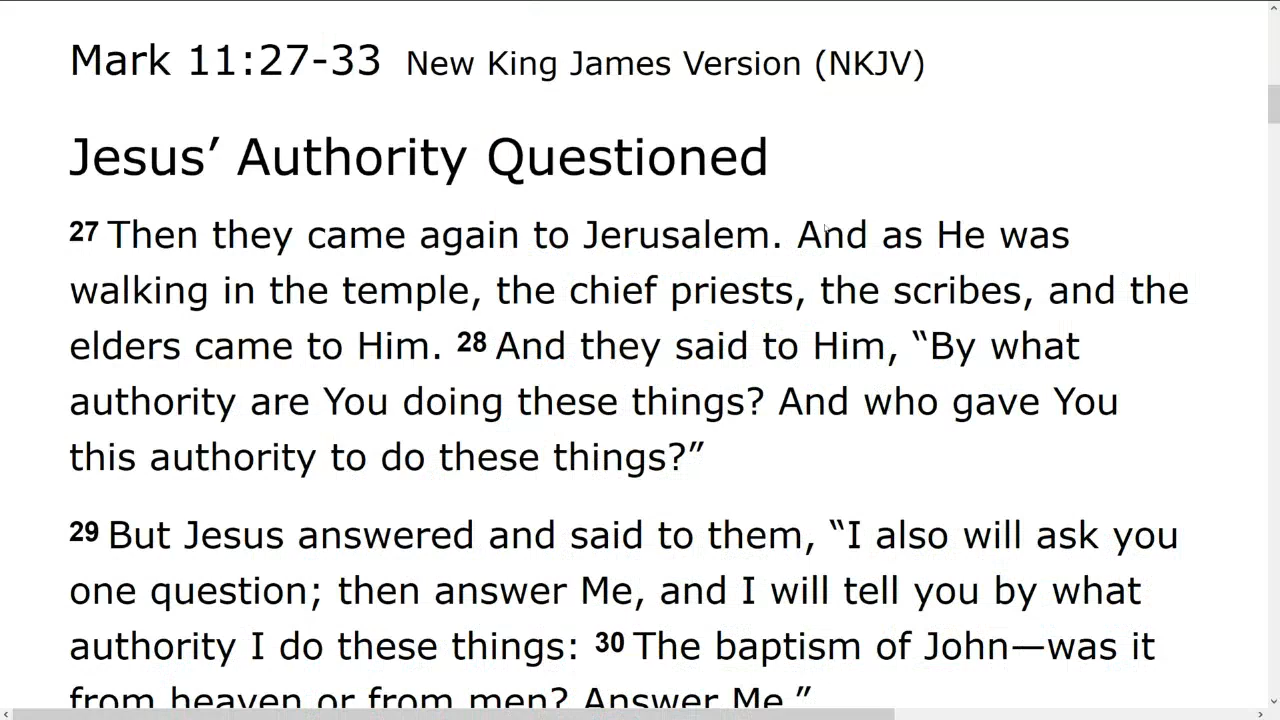 Mark 11:27-33 New King James Version (NKJV)
Jesus’ Authority Questioned
27 Then they came again to Jerusalem. And as He was
walking in the temple, the chief priests, the scribes, and the
elders came to Him. 28 And they said to Him, “By what
authority are You doing these things? And who gave You
this authority to do these things?”
29 But Jesus answered and said to them, “I also will ask you
one question; then answer Me, and I will tell you by what
authority I do these things: 30 The baptism of John—was it
from heaven or from men? Answer Me.”